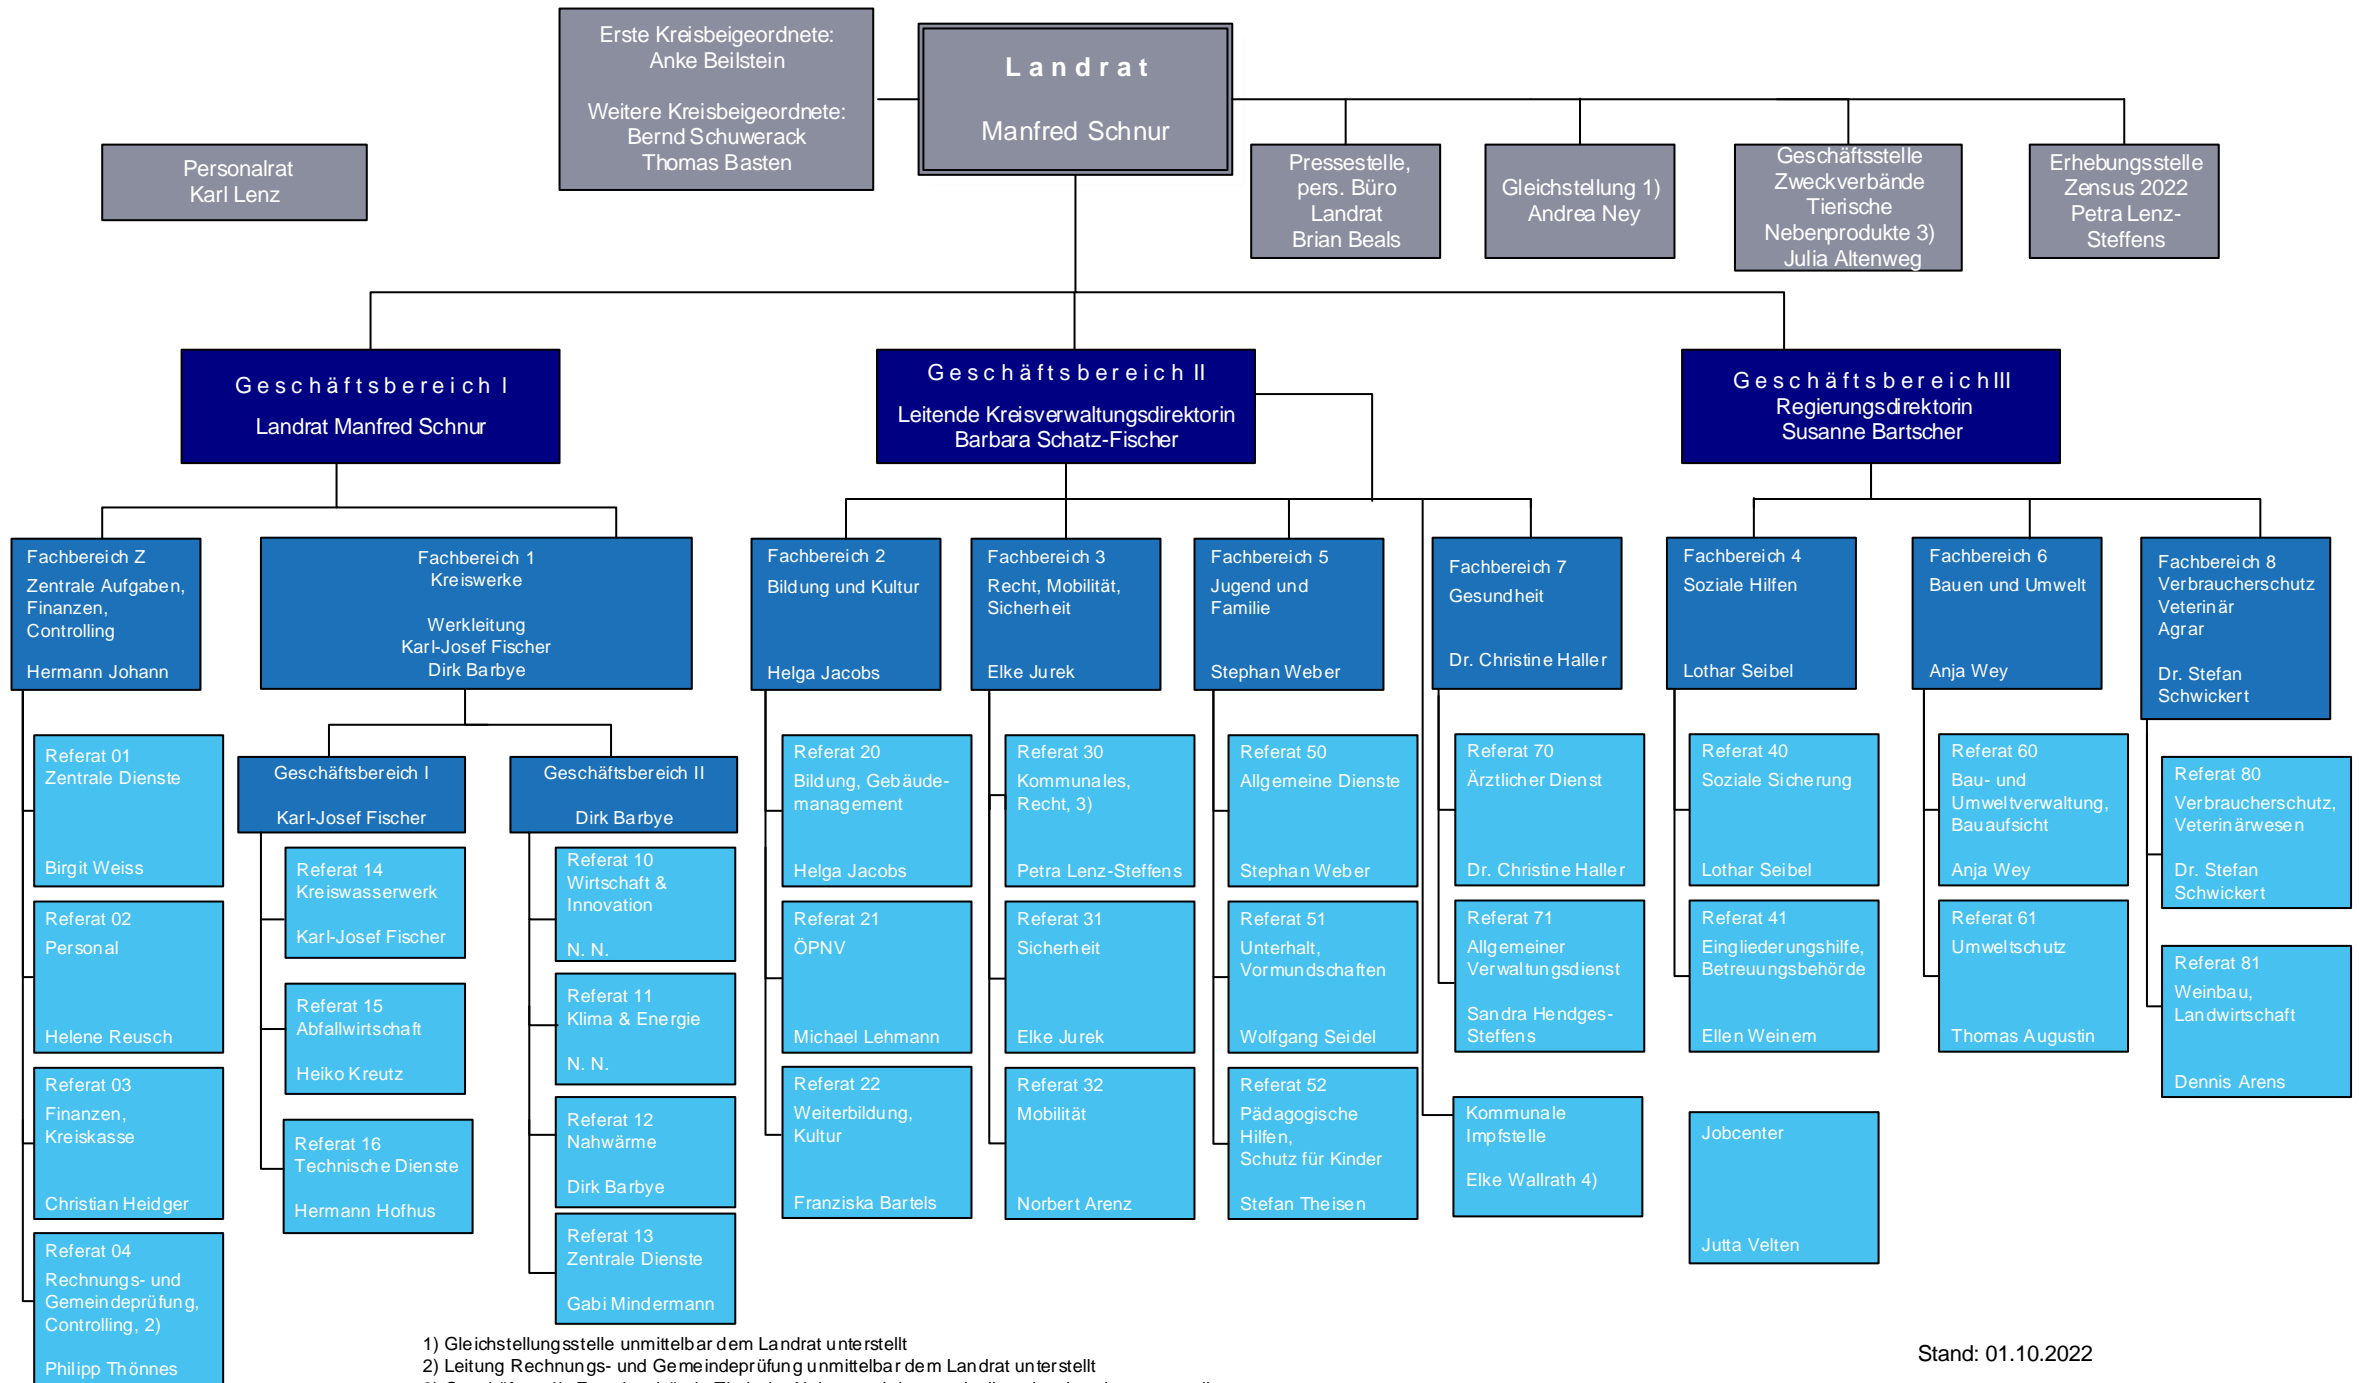 Erste Kreisbeigeordnete:
Anke Beilstein
Weitere Kreisbeigeordnete:
Bernd Schuwerack
Thomas Basten
Landrat
Manfred Schnur
Personalrat
Karl Lenz
Pressestelle,
pers. Büro
Landrat
Brian Beals
Gleichstellung 1)
Andrea Ney
Geschäftsstelle
Zweckverbände
Tierische
Nebenprodukte 3)
Julia Altenweg
Erhebungsstelle
Zensus 2022
Petra Lenz-
Steffens
Geschäftsbereich I
Landrat Manfred Schnur
Geschäftsbereich II
Leitende Kreisverwaltungsdirektorin
Barbara Schatz-Fischer
Geschäftsbereich III
Regierungsdirektorin
Susanne Bartscher
Fachbereich Z
Zentrale Aufgaben,
Finanzen,
Controlling
Hermann Johann
Fachbereich 1
Kreiswerke
Werkleitung
Karl-Josef Fischer
Dirk Barbye
Fachbereich 2
Bildung und Kultur
Helga Jacobs
Fachbereich 3
Recht, Mobilität,
Sicherheit
Elke Jurek
Fachbereich 5
Jugend und
Familie
Stephan Weber
Fachbereich 7
Gesundheit
Dr. Christine Haller
Fachbereich 4
Soziale Hilfen
Lothar Seibel
Fachbereich 6
Bauen und Umwelt
Anja Wey
Fachbereich 8
Verbraucherschutz
Veterinär
Agrar
Dr. Stefan
Schwickert
Referat 01
Zentrale Dienste
Birgit Weiss
Referat 02
Personal
Helene Reusch
Referat 03
Finanzen,
Kreiskasse
Christian Heidger
Referat 04
Rechnungs- und
Gemeindeprüfung,
Controlling, 2)
Philipp Thönnes
Geschäftsbereich I
Karl-Josef Fischer
Referat 14
Kreiswasserwerk
Karl-Josef Fischer
Referat 15
Abfallwirtschaft
Heiko Kreutz
Referat 16
Technische Dienste
Hermann Hofhus
Geschäftsbereich II
Dirk Barbye
Referat 10
Wirtschaft &
Innovation
N. N.
Referat 11
Klima & Energie
N. N.
Referat 12
Nahwärme
Dirk Barbye
Referat 13
Zentrale Dienste
Gabi Mindermann
Referat 20
Bildung, Gebäude-
management
Helga Jacobs
Referat 21
ÖPNV
Michael Lehmann
Referat 22
Weiterbildung,
Kultur
Franziska Bartels
Referat 30
Kommunales,
Recht, 3)
Petra Lenz-Steffens
Referat 31
Sicherheit
Elke Jurek
Referat 32
Mobilität
Norbert Arenz
Referat 50
Allgemeine Dienste
Stephan Weber
Referat 51
Unterhalt,
Vormundschaften
Wolfgang Seidel
Referat 52
Pädagogische
Hilfen,
Schutz für Kinder
Stefan Theisen
Referat 70
Ärztlicher Dienst
Dr. Christine Haller
Referat 71
Allgemeiner
Verwaltungsdienst
Sandra Hendges-
Steffens
Kommunale
Impfstelle
Elke Wallrath 4)
Referat 40
Soziale Sicherung
Lothar Seibel
Referat 41
Eingliederungshilfe,
Betreuungsbehörde
Ellen Weinem
Jobcenter
Jutta Velten
Referat 60
Bau- und
Umweltverwaltung,
Bauaufsicht
Anja Wey
Referat 61
Umweltschutz
Thomas Augustin
Referat 80
Verbraucherschutz,
Veterinärwesen
Dr. Stefan
Schwickert
Referat 81
Weinbau,
Landwirtschaft
Dennis Arens
1) Gleichstellungsstelle unmittelbar dem Landrat unterstellt
2) Leitung Rechnungs- und Gemeindeprüfung unmittelbar dem Landrat unterstellt
Stand: 01.10.2022